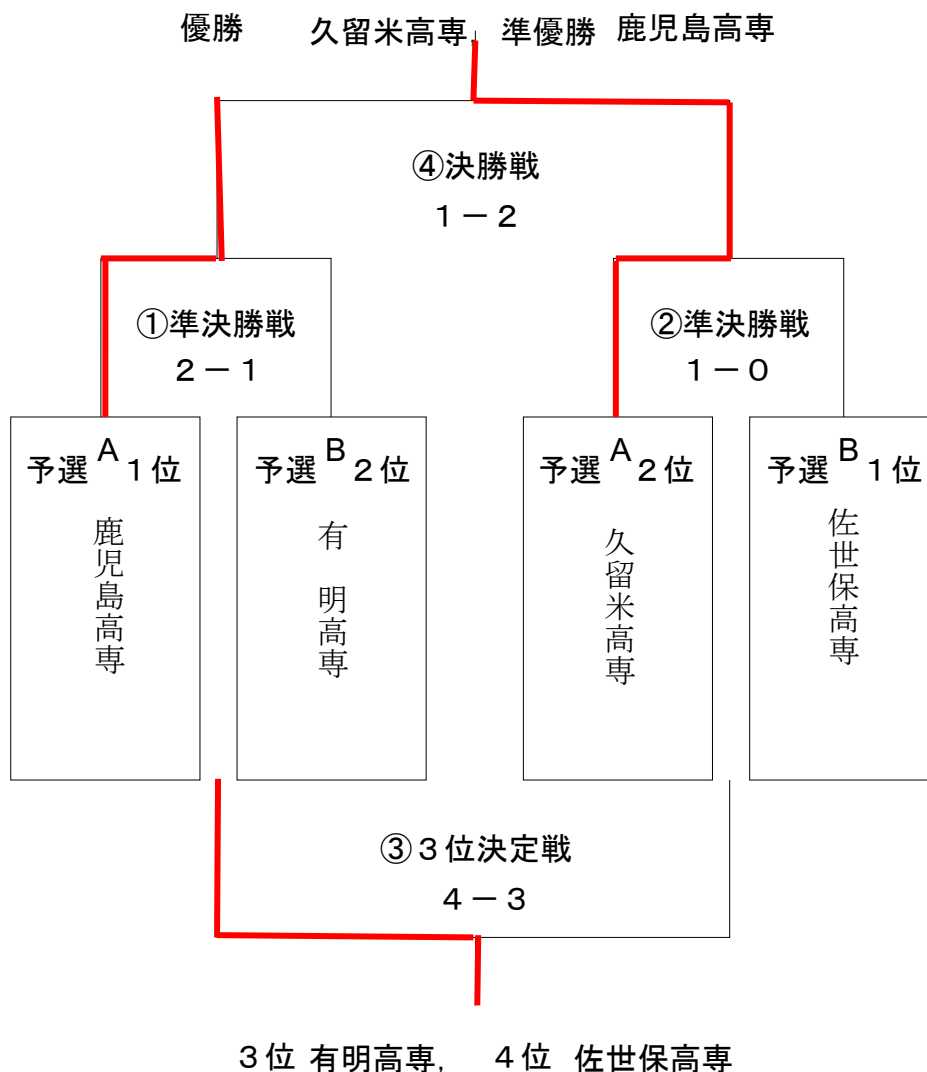 優勝 久留米高専, 準優勝 鹿児島高専
④決勝戦
１－２
①準決勝戦
２－１
②準決勝戦
１－０
予選 A １位
鹿児島高専
予選 B ２位
有 明高専
予選 A ２位
久留米高専
予選 B １位
佐世保高専
③３位決定戦
４－３
３位 有明高専, ４位 佐世保高専